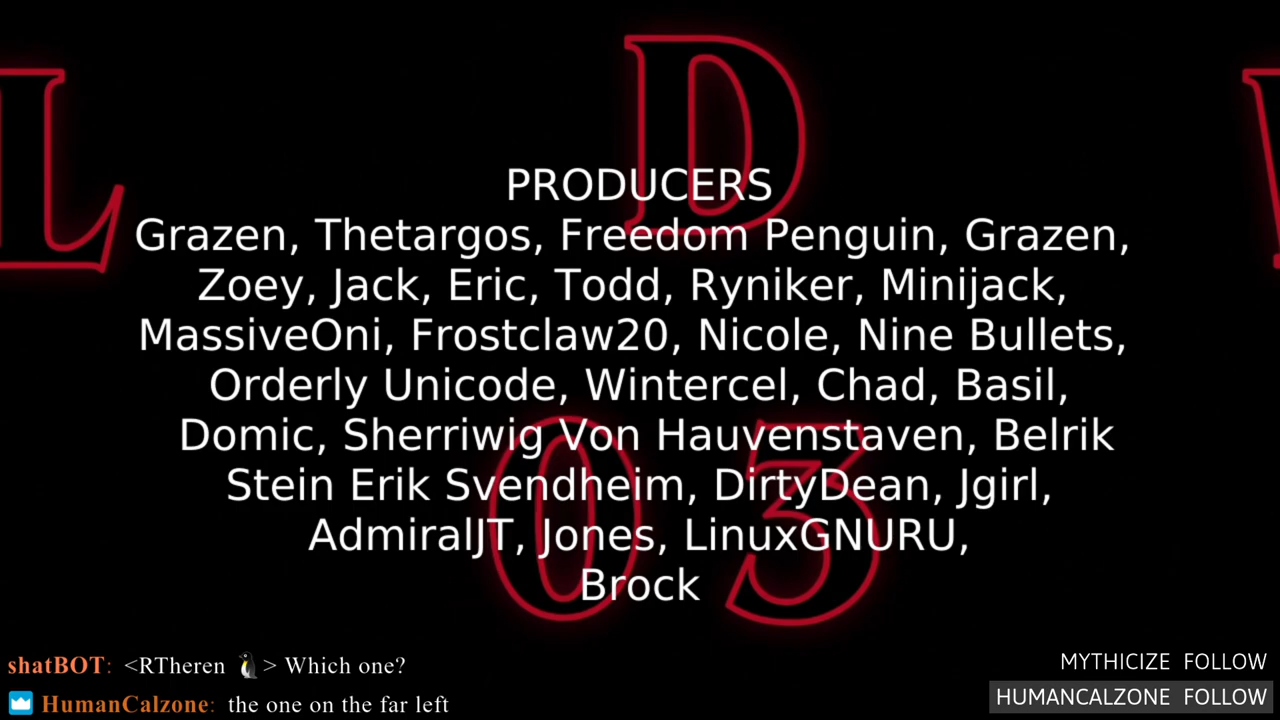 L D
PRODUCERS
Grazen, Thetargos, Freedom Penguin, Grazen,
Zoey, Jack, Eric, Todd, Ryniker, Minijack,
MassiveOni, Frostclaw20, Nicole, Nine Bullets,
Orderly Unicode, Wintercel, Chad, Basil,
Domic, Sherriwig Von Hauvenstaven, Belrik
Stein Erik Svendheim, DirtyDean, Jgirl,
AdmiralJT, Jones, LinuxGNURU,
Brock
03
shatBOT: <RTheren 🐧> Which one?
HumanCalzone: the one on the far left
MYTHICIZE FOLLOW
HUMANCALZONE FOLLOW